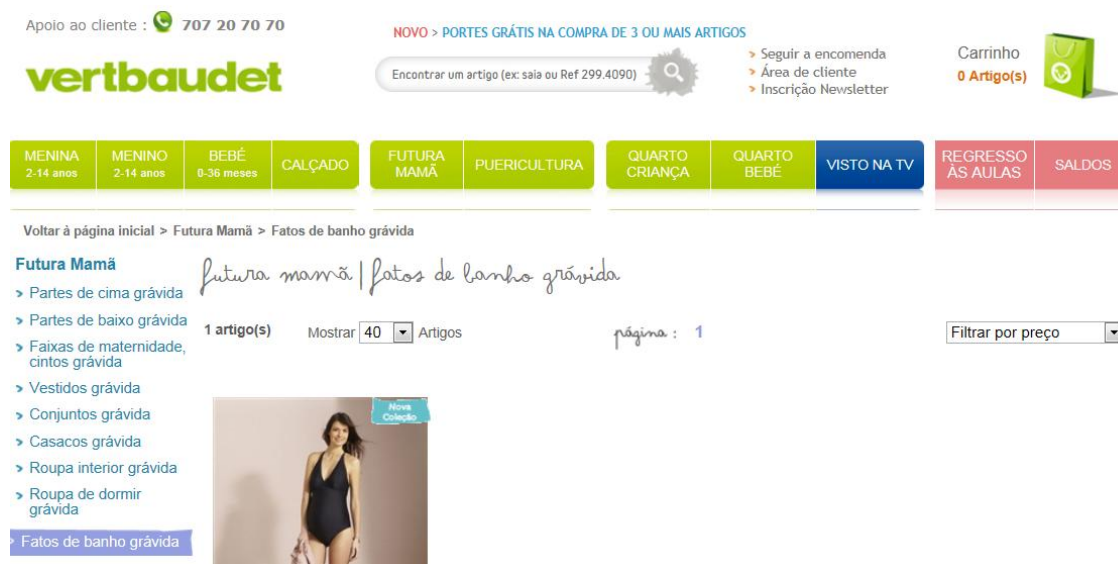 Apoio ao cliente : 707 20 70 70
NOVO > PORTES GRÁTIS NA COMPRA DE 3 OU MAIS ARTIGOS
vertbaudet
Encontrar um artigo (ex: saia ou Ref 299.4090)
> Seguir a encomenda
> Área de cliente
> Inscrição Newsletter
Carrinho
0 Artigo(s)
MENINA
2-14 anos
MENINO
2-14 anos
BEBÉ
0-36 meses
CALÇADO
FUTURA
MAMÃ
PUERICULTURA
QUARTO
CRIANÇA
QUARTO
BEBÉ
VISTO NA TV
REGRESSO
ÀS AULAS
SALDOS
Voltar à página inicial > Futura Mamã > Fatos de banho grávida
Futura Mamã
> Partes de cima grávida
> Partes de baixo grávida
> Faixas de maternidade,
cintos grávida
> Vestidos grávida
> Conjuntos grávida
> Casacos grávida
> Roupa interior grávida
> Roupa de dormir
grávida
> Fatos de banho grávida
futura mamã | fatos de banho grávida
1 artigo(s)
Mostrar 40 Artigos
página : 1
Filtrar por preço
Nova
Coleção